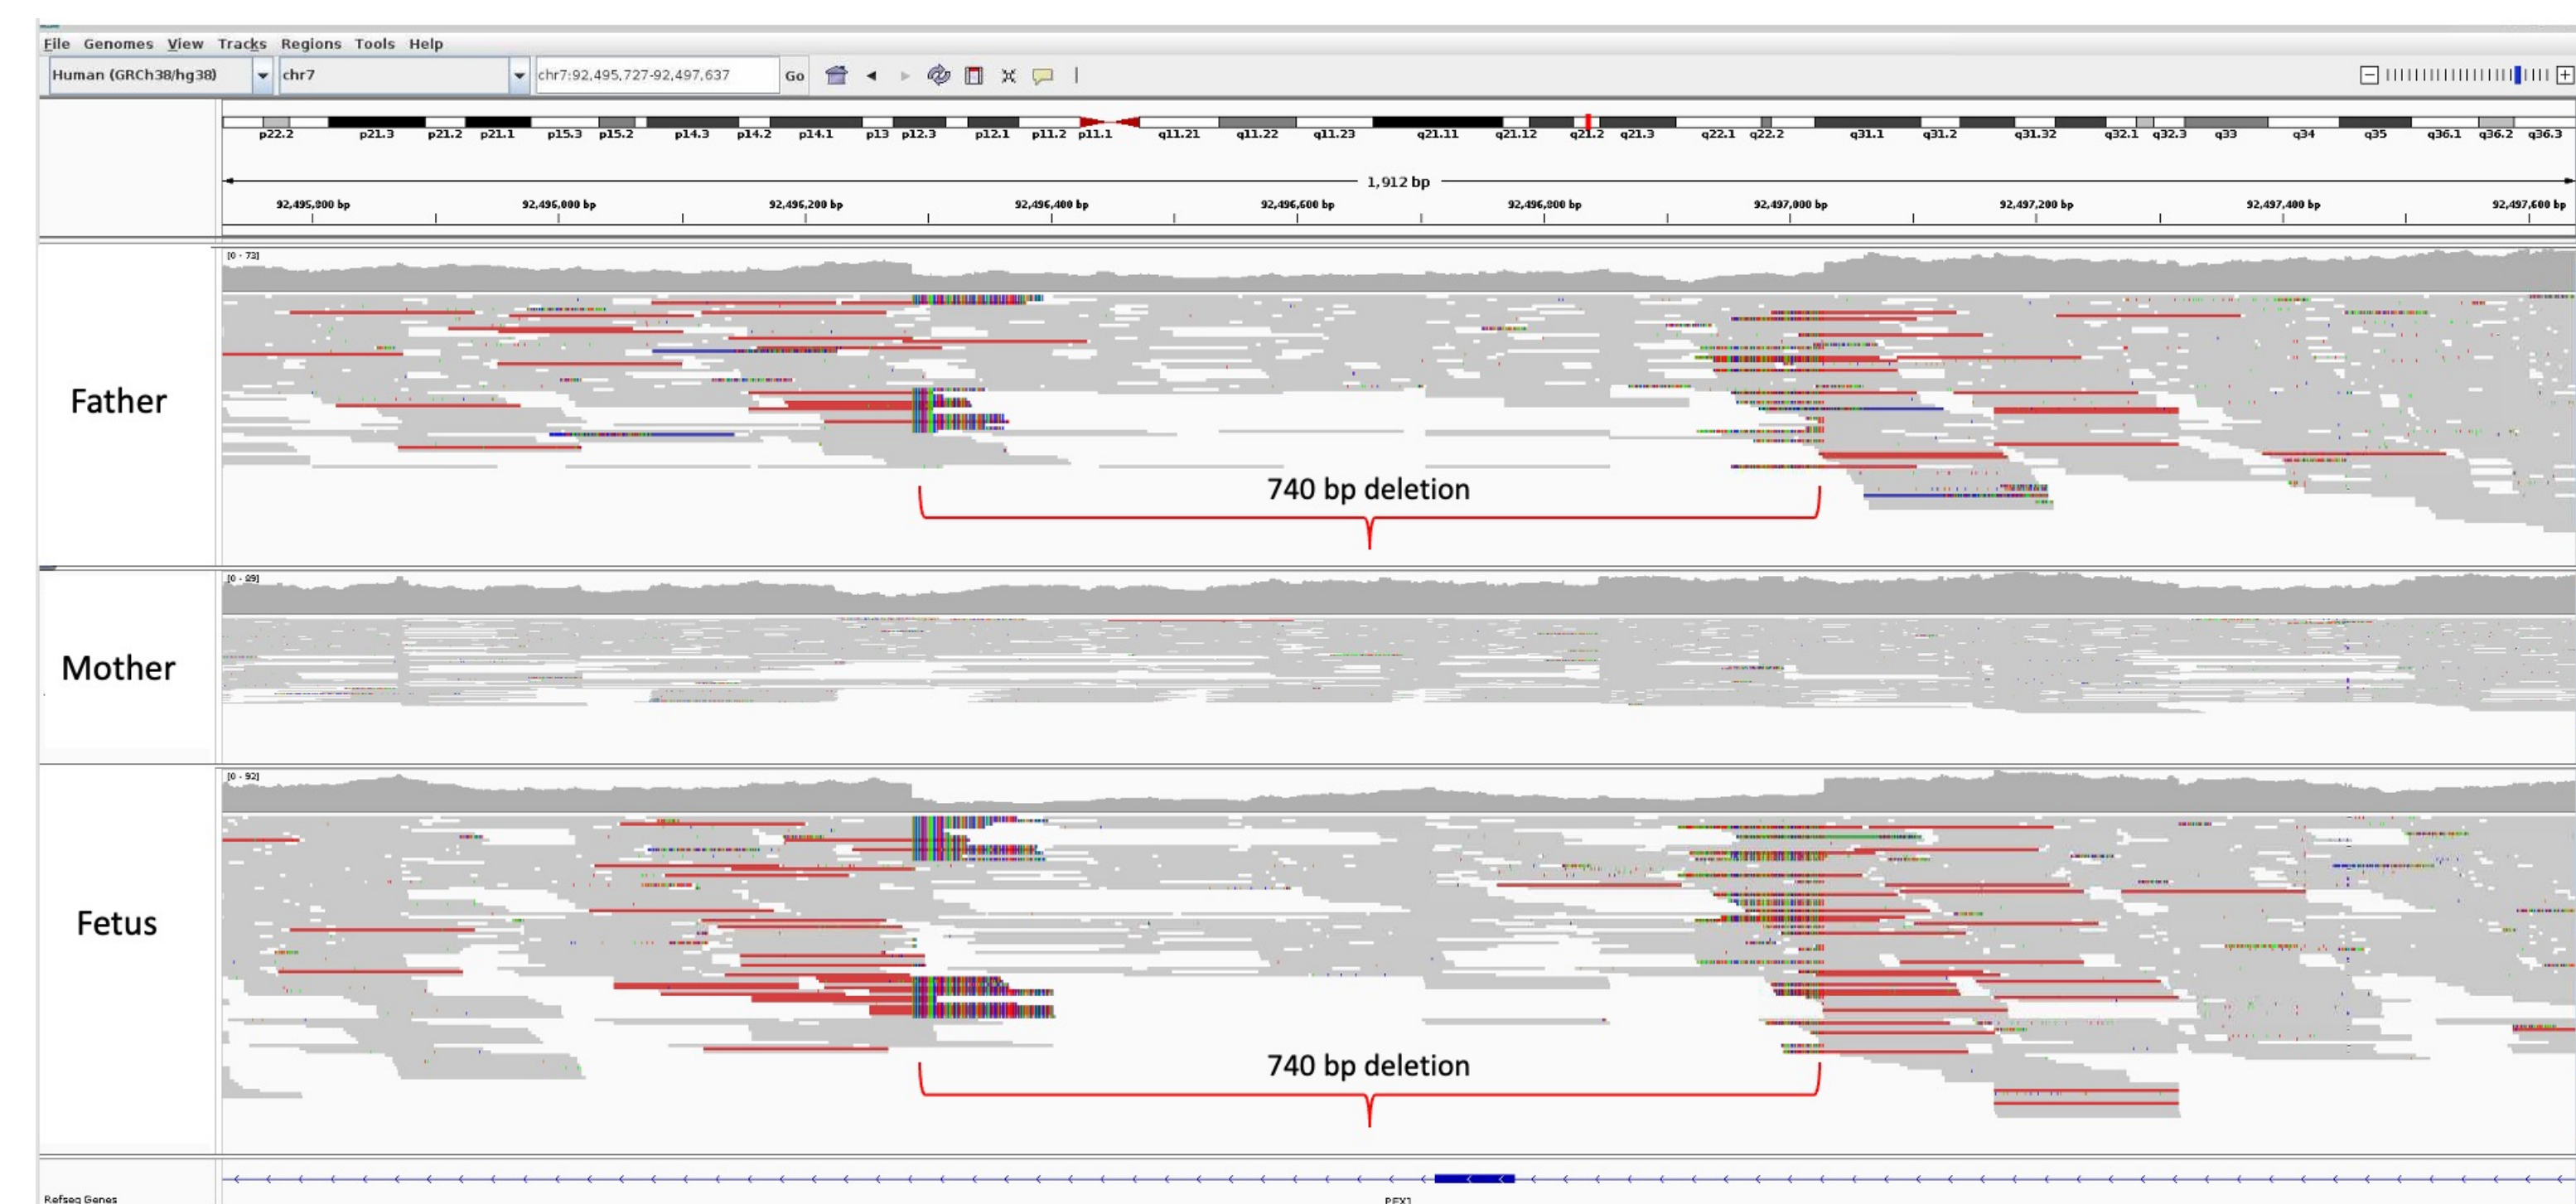 File Genomes View Tracks Regions Tools Help
Human (GRCh38/hg38) chr7 chr7:92,495,727-92,497,637 Go
p22.2 p21.3 p21.2 p21.1 p15.3 p15.2 p14.3 p14.2 p14.1 p13 p12.3 p12.1 p11.2 p11.1 q11.21 q11.22 q11.23 q21.11 q21.12 q21.2 q21.3 q22.1 q22.2 q31.1 q31.2 q31.32 q32.1 q32.3 q33 q34 q35 q36.1 q36.2 q36.3
1,912 bp
92,495,800 bp 92,496,000 bp 92,496,200 bp 92,496,400 bp 92,496,600 bp 92,496,800 bp 92,497,000 bp 92,497,200 bp 92,497,400 bp 92,497,600 bp
[0 - 73]
Father
740 bp deletion
[0 - 89]
Mother
[0 - 92]
Fetus
740 bp deletion
Refseq Genes
PEX1